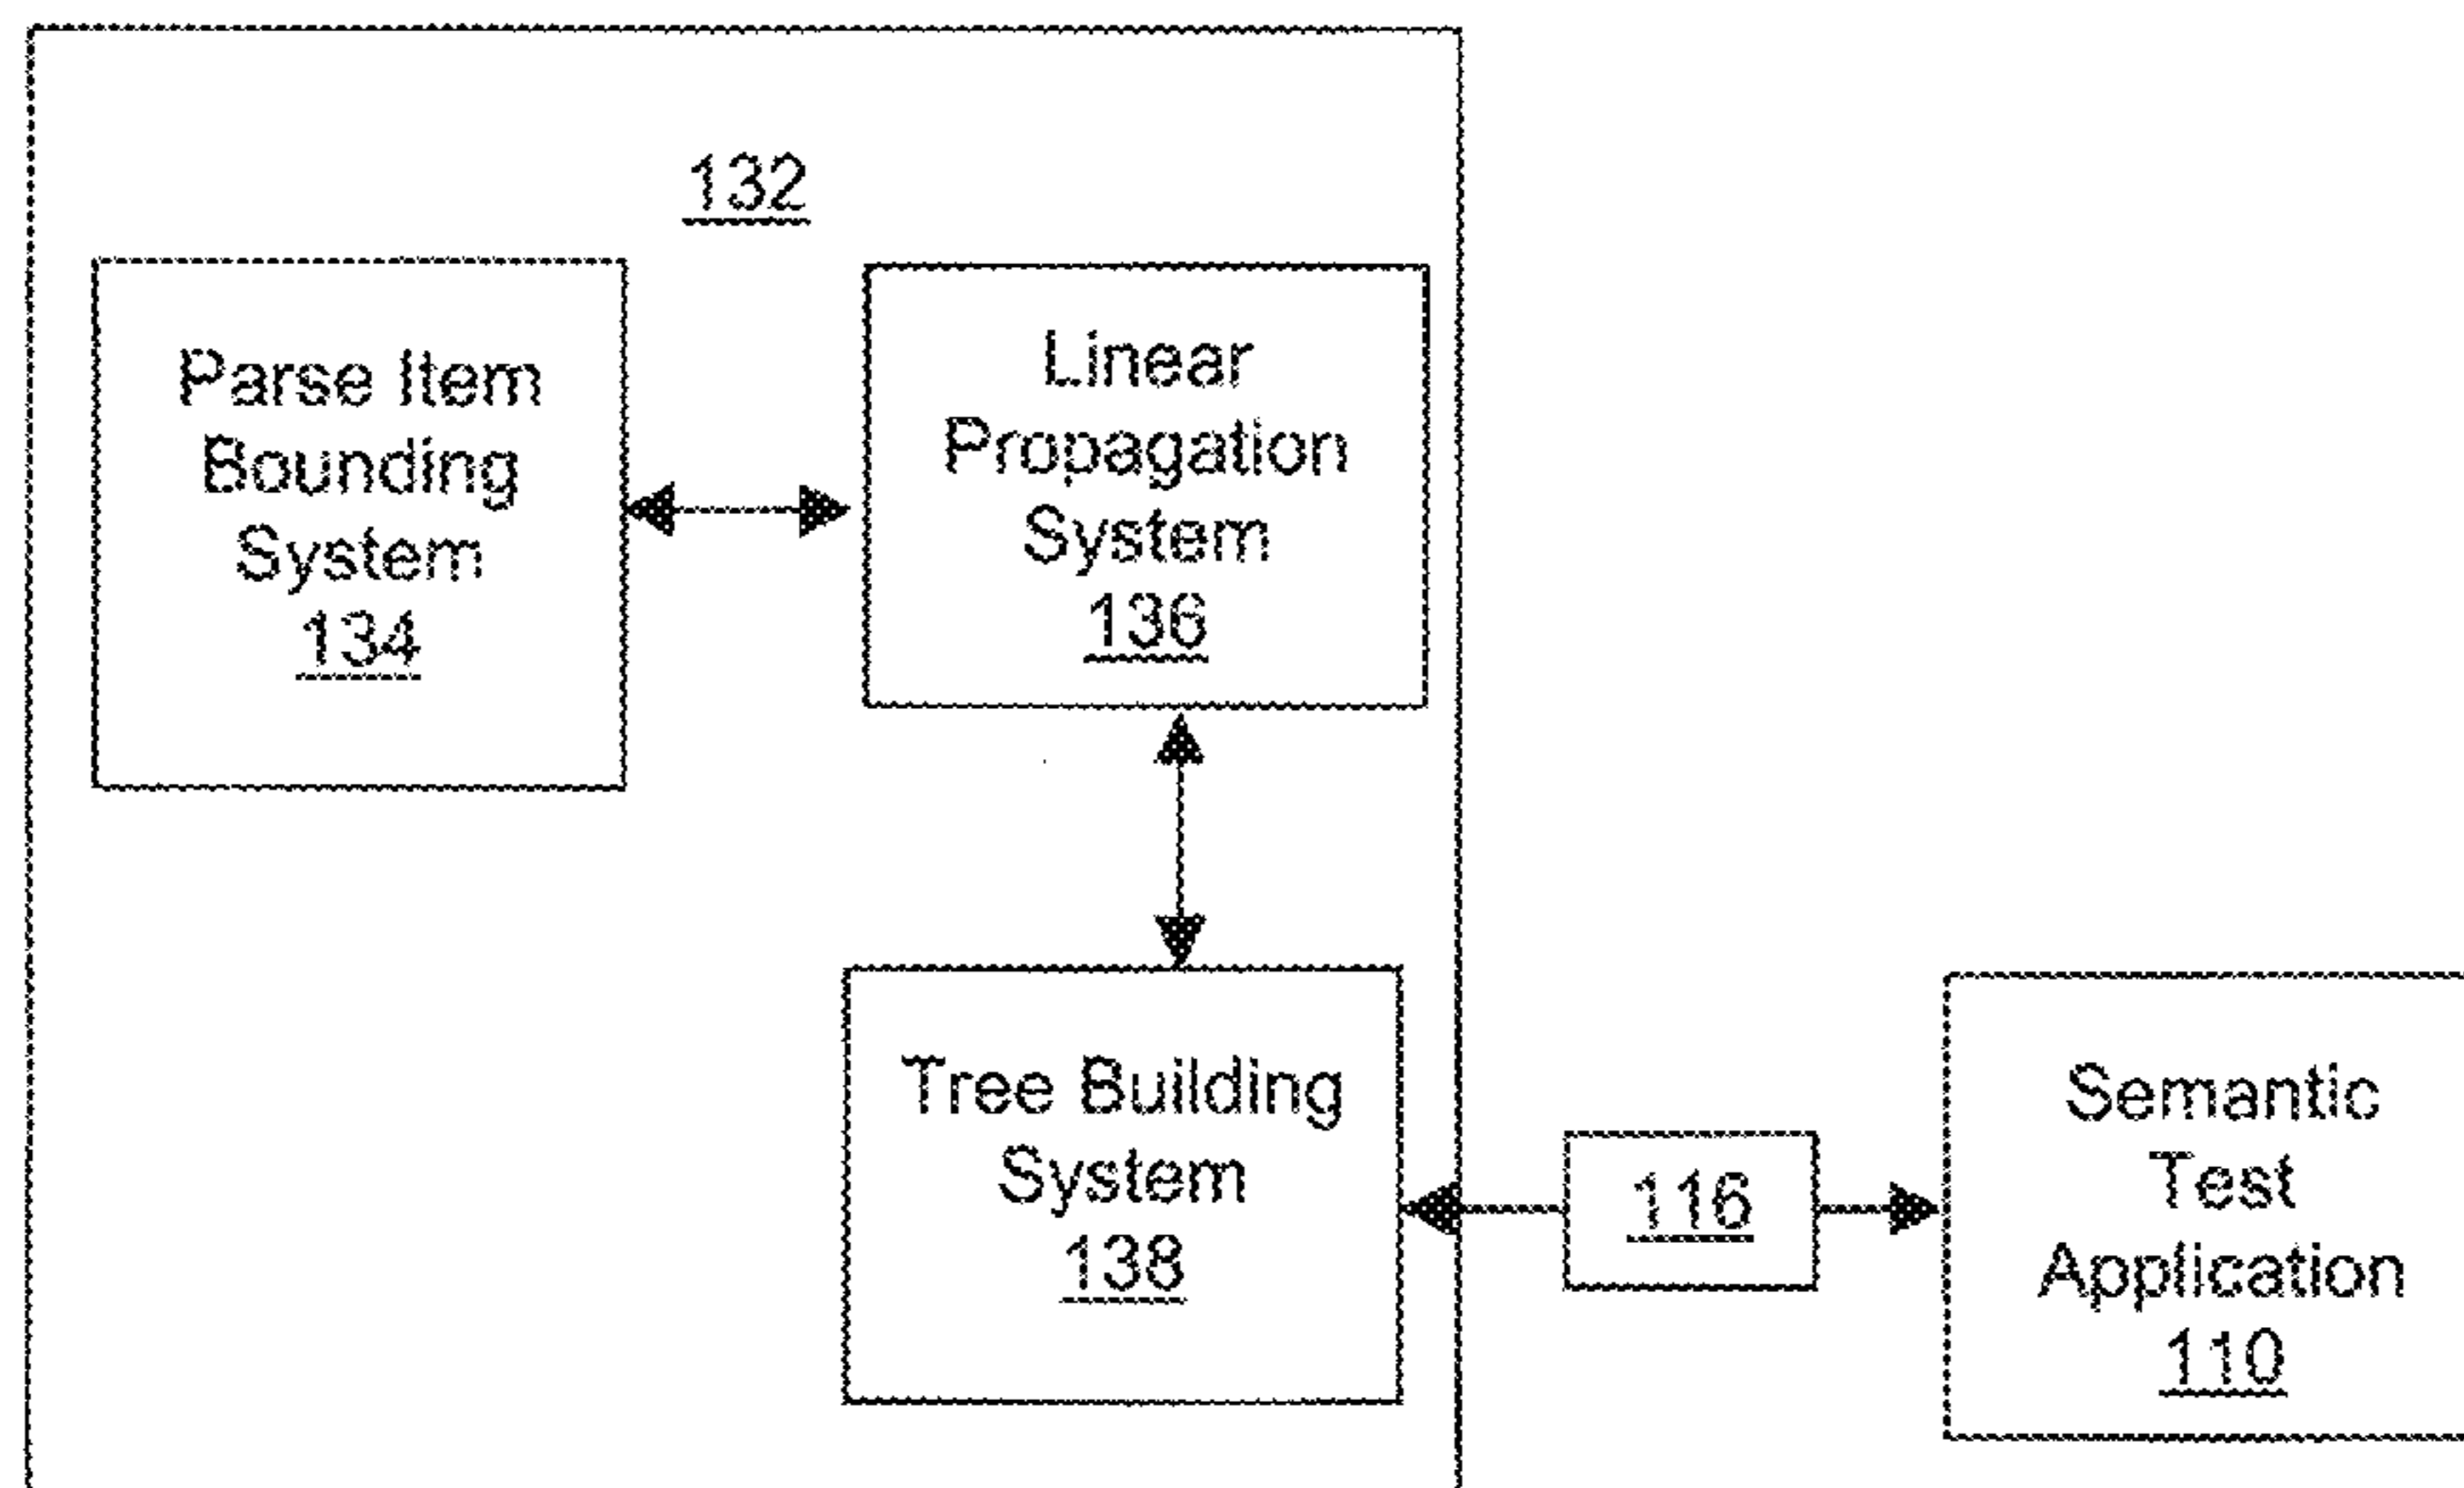 132
Parse Item
Bounding
System
134
Linear
Propagation
System
136
Tree Building
System
138
116
Semantic
Test
Application
110